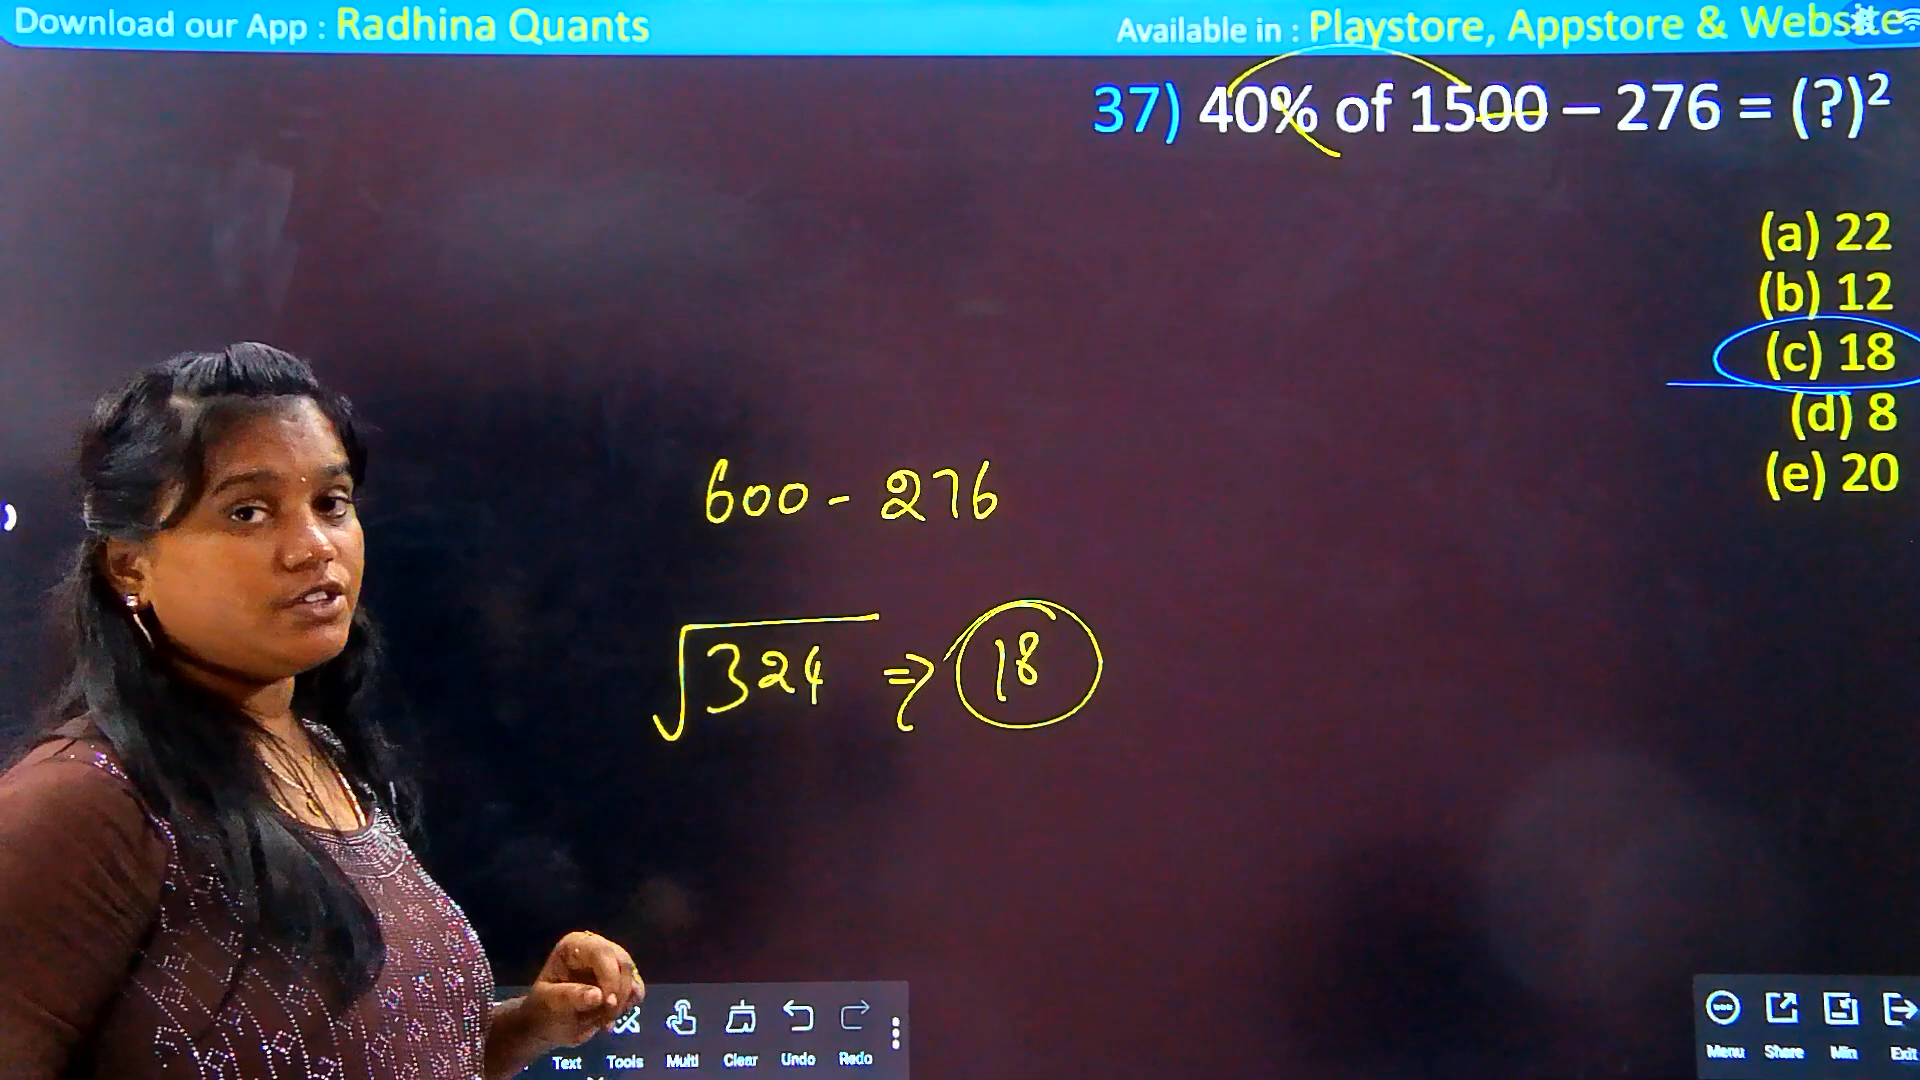 Download our App : Radhina Quants
Available in : Playstore, Appstore & Website
37) 40% of 1500 – 276 = (?)²
(a) 22
(b) 12
(c) 18
(d) 8
(e) 20
600 - 276
√324 ⇒ 18
Text Tools Multi Clear Undo Redo
Menu Share Min Exit